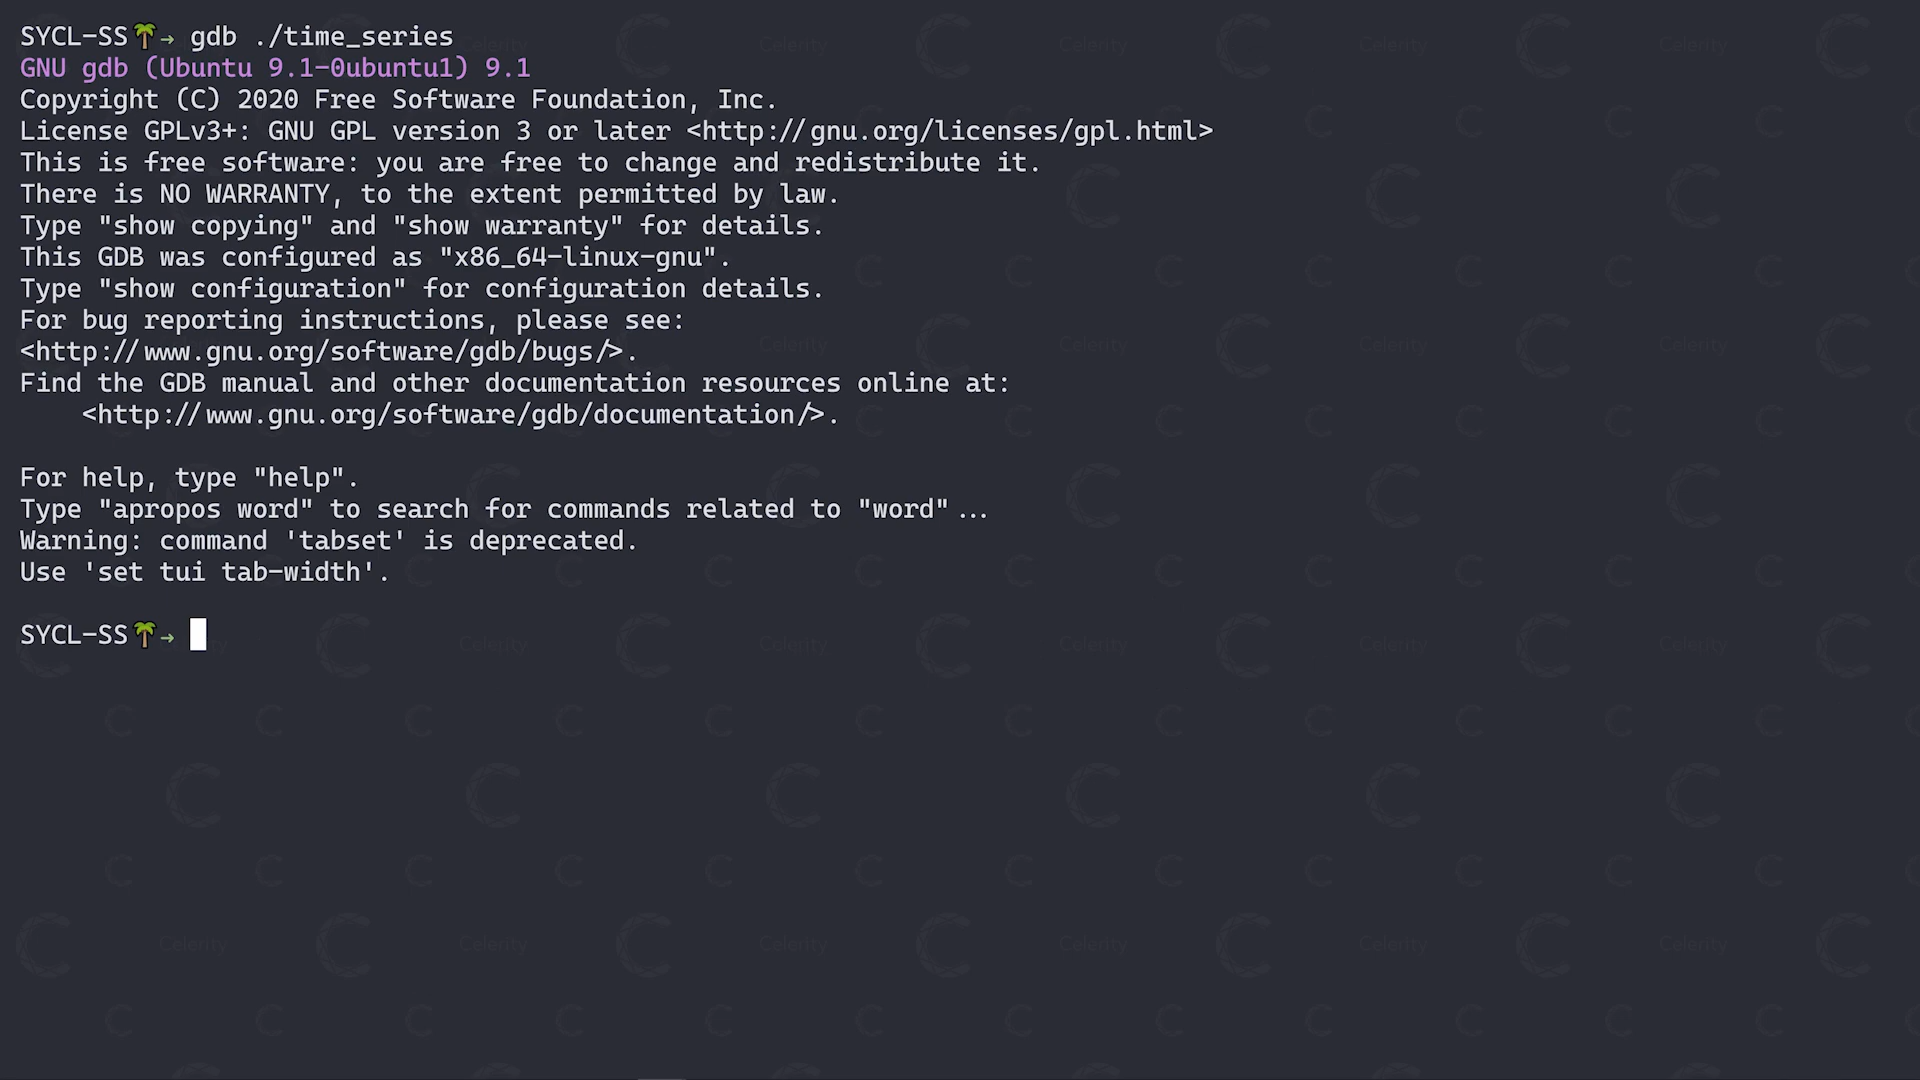 SYCL-SS🌴→ gdb ./time_series
GNU gdb (Ubuntu 9.1-0ubuntu1) 9.1
Copyright (C) 2020 Free Software Foundation, Inc.
License GPLv3+: GNU GPL version 3 or later <http://gnu.org/licenses/gpl.html>
This is free software: you are free to change and redistribute it.
There is NO WARRANTY, to the extent permitted by law.
Type "show copying" and "show warranty" for details.
This GDB was configured as "x86_64-linux-gnu".
Type "show configuration" for configuration details.
For bug reporting instructions, please see:
<http://www.gnu.org/software/gdb/bugs/>.
Find the GDB manual and other documentation resources online at:
    <http://www.gnu.org/software/gdb/documentation/>.

For help, type "help".
Type "apropos word" to search for commands related to "word"...
Warning: command 'tabset' is deprecated.
Use 'set tui tab-width'.

SYCL-SS🌴→
Celerity Celerity Celerity Celerity Celerity Celerity